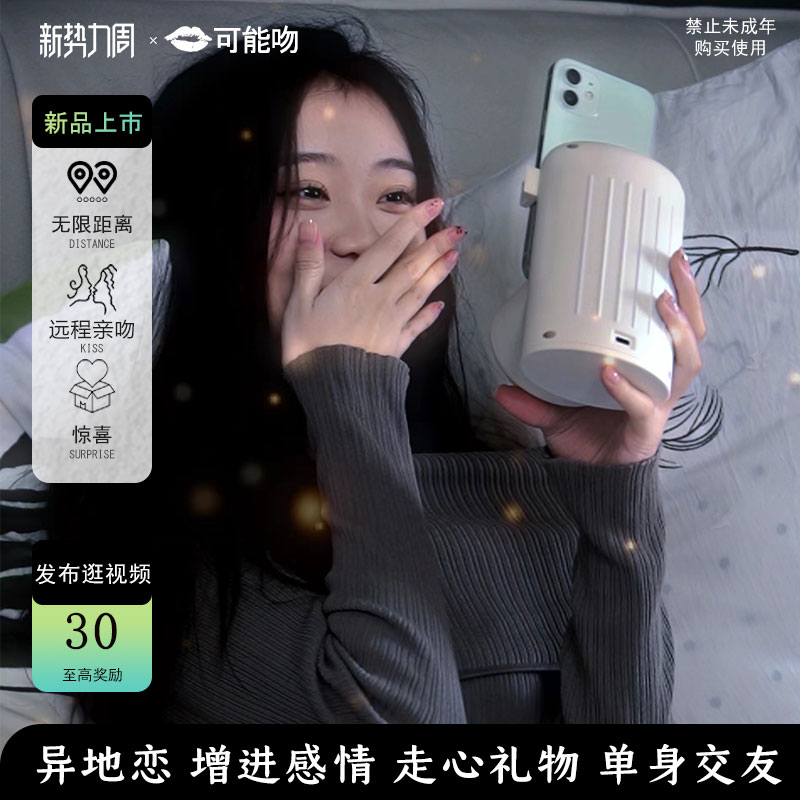 新势力周 × 可能吻
禁止未成年
购买使用
新品上市
无限距离
DISTANCE
远程亲吻
KISS
惊喜
SURPRISE
发布逛视频
30
至高奖励
异地恋 增进感情 走心礼物 单身交友